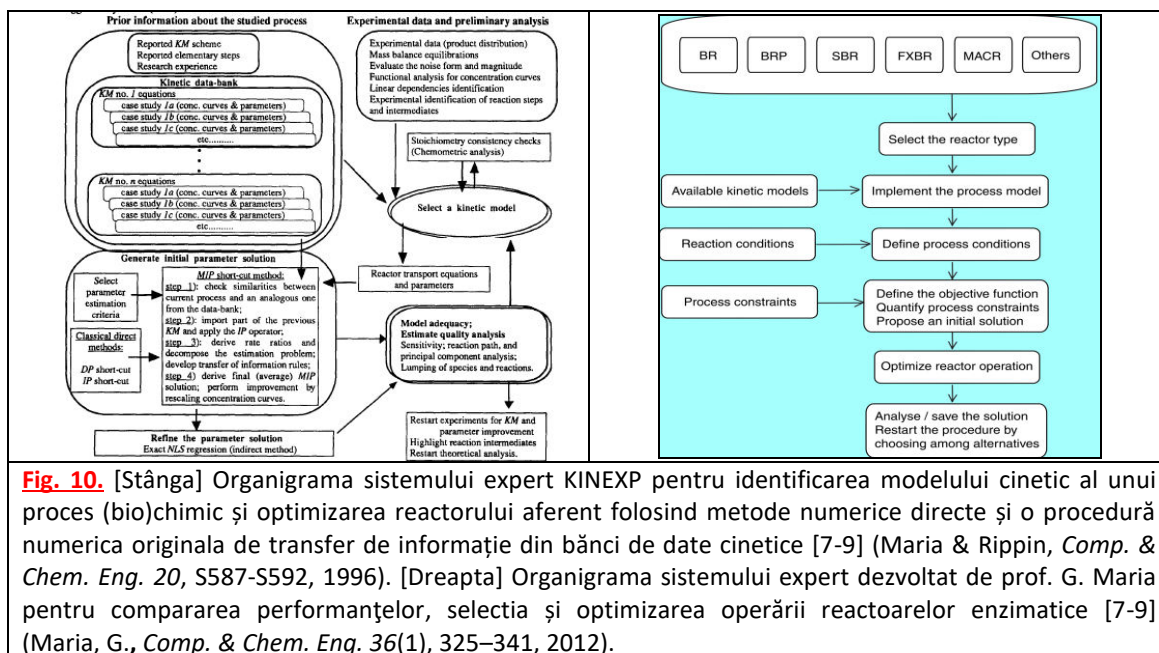 Prior information about the studied process
Reported KM scheme
Reported elementary steps
Research experience
Kinetic data-bank
KM no. 1 equations
case study 1a (conc. curves & parameters)
case study 1b (conc. curves & parameters)
case study 1c (conc. curves & parameters)
etc..........
KM no. n equations
case study 1a (conc. curves & parameters)
case study 1b (conc. curves & parameters)
case study 1c (conc. curves & parameters)
etc..........
Experimental data and preliminary analysis
Experimental data (product distribution)
Mass balance equilibrations
Evaluate the noise form and magnitude
Functional analysis for concentration curves
Linear dependencies identification
Experimental identification of reaction steps
and intermediates
Stoichiometry consistency checks
(Chemometric analysis)
Select a kinetic model
Generate initial parameter solution
Select
parameter
estimation
criteria
Classical direct
methods:
DP short-cut
IP short-cut
MIP short-cut method:
step 1): check similarities between
current process and an analogous one
from the data-bank;
step 2): import part of the previous
KM and apply the IP operator;
step 3): derive rate ratios and
decompose the estimation problem;
develop transfer of information rules;
step 4) derive final (average) MIP
solution; perform improvement by
rescaling concentration curves.
Reactor transport equations
and parameters
Model adequacy;
Estimate quality analysis
Sensitivity; reaction path, and
principal component analysis;
Lumping of species and reactions.
Refine the parameter solution
Exact NLS regression (indirect method)
Restart experiments for KM and
parameter improvement
Highlight reaction intermediates
Restart theoretical analysis.
BR BRP SBR FXBR MACR Others
Select the reactor type
Available kinetic models
Implement the process model
Reaction conditions
Define process conditions
Process constraints
Define the objective function
Quantify process constraints
Propose an initial solution
Optimize reactor operation
Analyse / save the solution
Restart the procedure by
choosing among alternatives
Fig. 10. [Stânga] Organigrama sistemului expert KINEXP pentru identificarea modelului cinetic al unui
proces (bio)chimic și optimizarea reactorului aferent folosind metode numerice directe și o procedură
numerica originala de transfer de informație din bănci de date cinetice [7-9] (Maria & Rippin, Comp. &
Chem. Eng. 20, S587-S592, 1996). [Dreapta] Organigrama sistemului expert dezvoltat de prof. G. Maria
pentru compararea performanţelor, selectia și optimizarea operării reactoarelor enzimatice [7-9]
(Maria, G., Comp. & Chem. Eng. 36(1), 325–341, 2012).